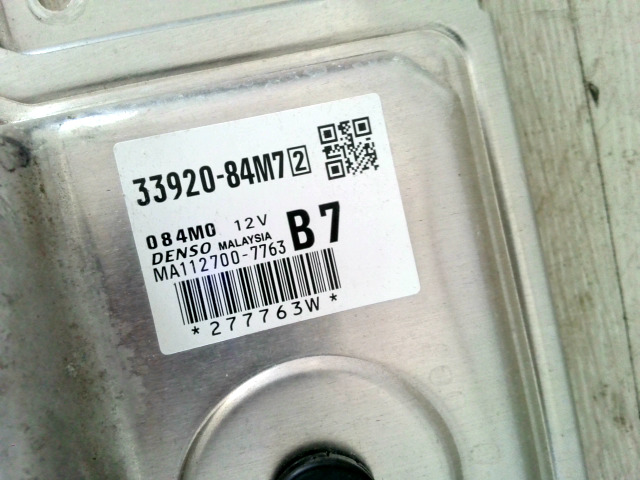 33920-84M7 2
084M0 12V
DENSO MALAYSIA
B7
MA112700-7763
*277763W*